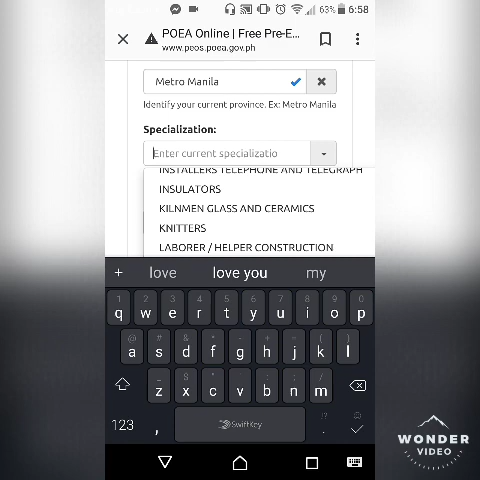 63% 6:58
POEA Online | Free Pre-E...
www.peos.poea.gov.ph
Metro Manila
Identify your current province. Ex: Metro Manila
Specialization:
Enter current specializatio
INSTALLERS TELEPHONE AND TELEGRAPH
INSULATORS
KILNMEN GLASS AND CERAMICS
KNITTERS
LABORER / HELPER CONSTRUCTION
+ love love you my
1 2 3 4 5 6 7 8 9 0
q w e r t y u i o p
@ # & * - + = ( )
a s d f g h j k l
_ $ " ' : ; /
z x c v b n m
123 , SwiftKey . !?
WONDER
VIDEO